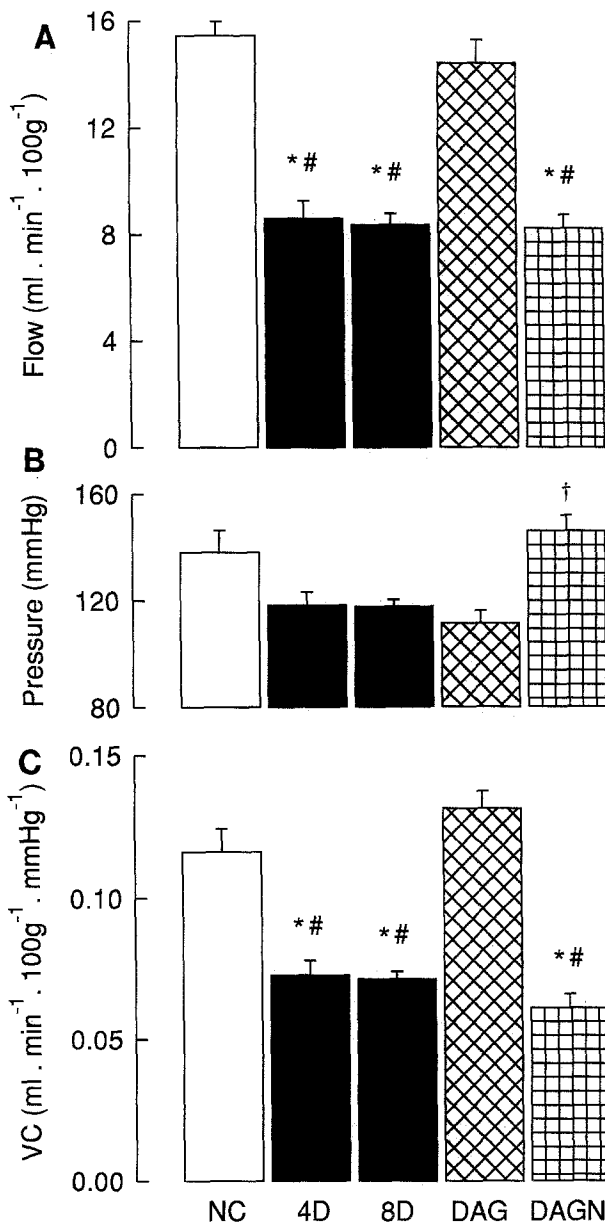 A
Flow (ml . min⁻¹ . 100g⁻¹)
16
12
8
4
0
* #
* #
* #
B
Pressure (mmHg)
160
120
80
†
C
VC (ml . min⁻¹ . 100g⁻¹ . mmHg⁻¹)
0.15
0.10
0.05
0.00
* #
* #
* #
NC 4D 8D DAG DAGN